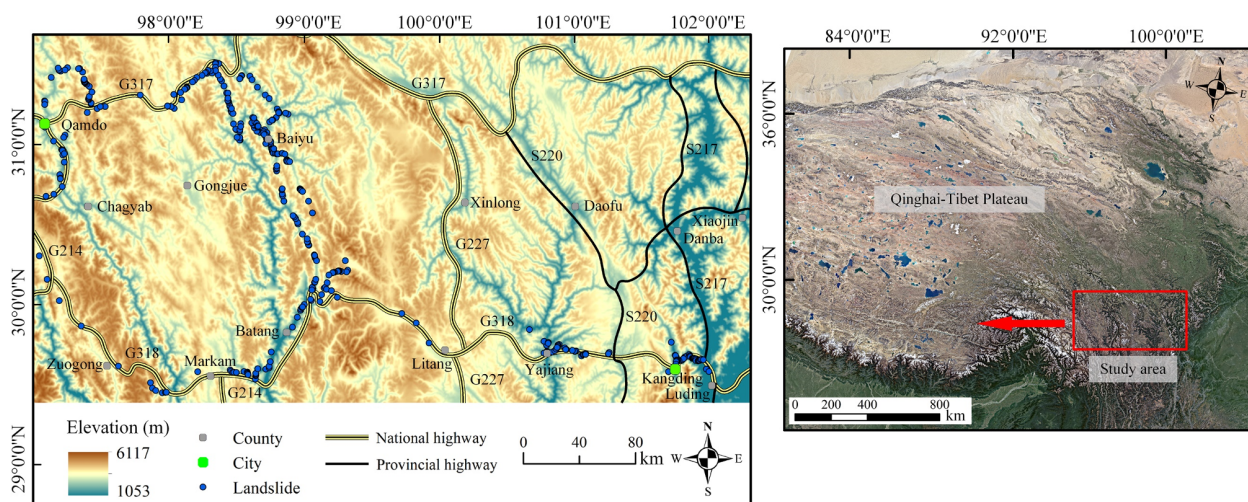 98°0'0"E
99°0'0"E
100°0'0"E
101°0'0"E
102°0'0"E
31°0'0"N
30°0'0"N
29°0'0"N
G317
G317
Qamdo
Baiyu
S220
S217
Gongjue
Chagyab
Xinlong
Daofu
Xiaojin
Danba
G214
G227
S217
Batang
G318
S220
Zuogong
G318
Markam
Litang
Yajiang
G214
G227
Kangding
Luding
Elevation (m)
6117
1053
County
City
Landslide
National highway
Provincial highway
0 40 80
km
N
W E
S
84°0'0"E
92°0'0"E
100°0'0"E
36°0'0"N
30°0'0"N
N
W E
S
Qinghai-Tibet Plateau
Study area
0 200 400 800
km